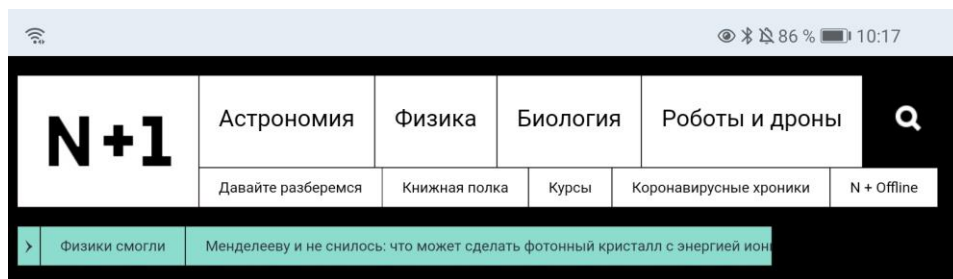 86 % 10:17
N+1
Астрономия Физика Биология Роботы и дроны
Давайте разберемся Книжная полка Курсы Коронавирусные хроники N + Offline
Физики смогли Менделееву и не снилось: что может сделать фотонный кристалл с энергией